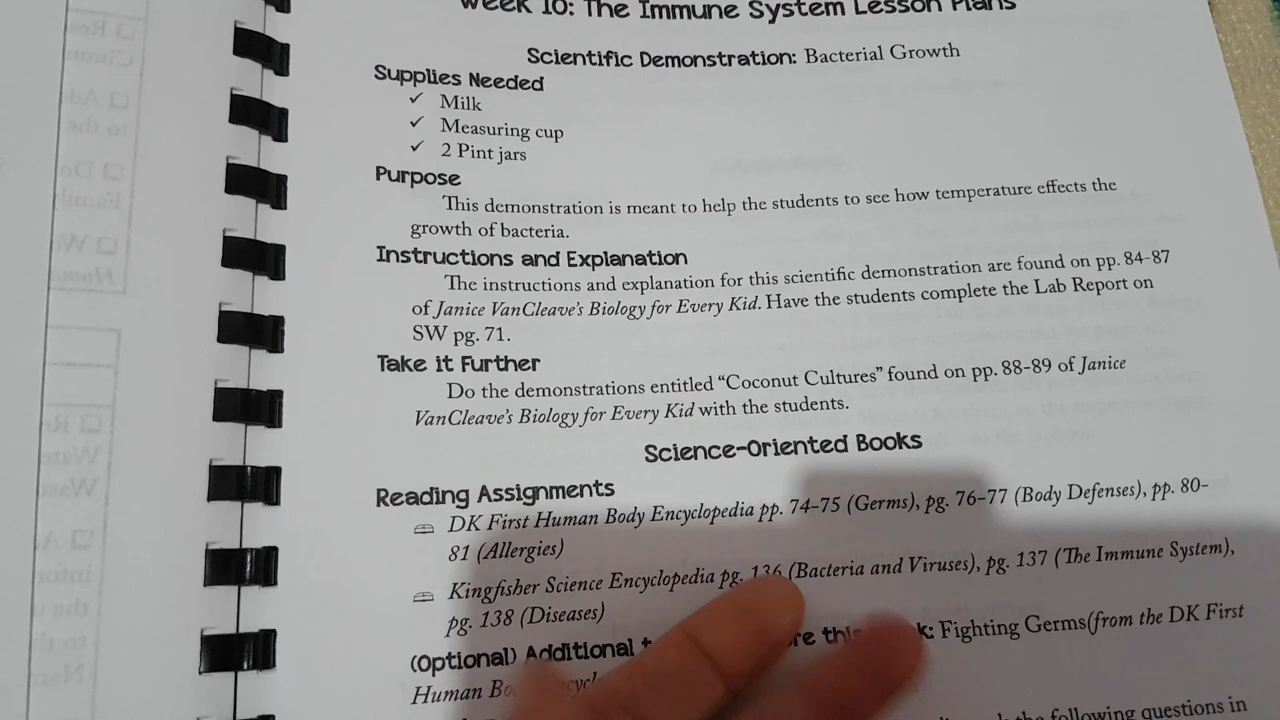 Week 10: The Immune System Lesson Plans
Scientific Demonstration: Bacterial Growth
Supplies Needed
✓ Milk
✓ Measuring cup
✓ 2 Pint jars
Purpose
This demonstration is meant to help the students to see how temperature effects the
growth of bacteria.
Instructions and Explanation
The instructions and explanation for this scientific demonstration are found on pp. 84-87
of Janice VanCleave's Biology for Every Kid. Have the students complete the Lab Report on
SW pg. 71.
Take it Further
Do the demonstrations entitled "Coconut Cultures" found on pp. 88-89 of Janice
VanCleave's Biology for Every Kid with the students.
Science-Oriented Books
Reading Assignments
DK First Human Body Encyclopedia pp. 74-75 (Germs), pg. 76-77 (Body Defenses), pp. 80-
81 (Allergies)
Kingfisher Science Encyclopedia pg. 136 (Bacteria and Viruses), pg. 137 (The Immune System),
pg. 138 (Diseases)
(Optional) Additional Fighting Germs(from the DK First
Human
the following questions in